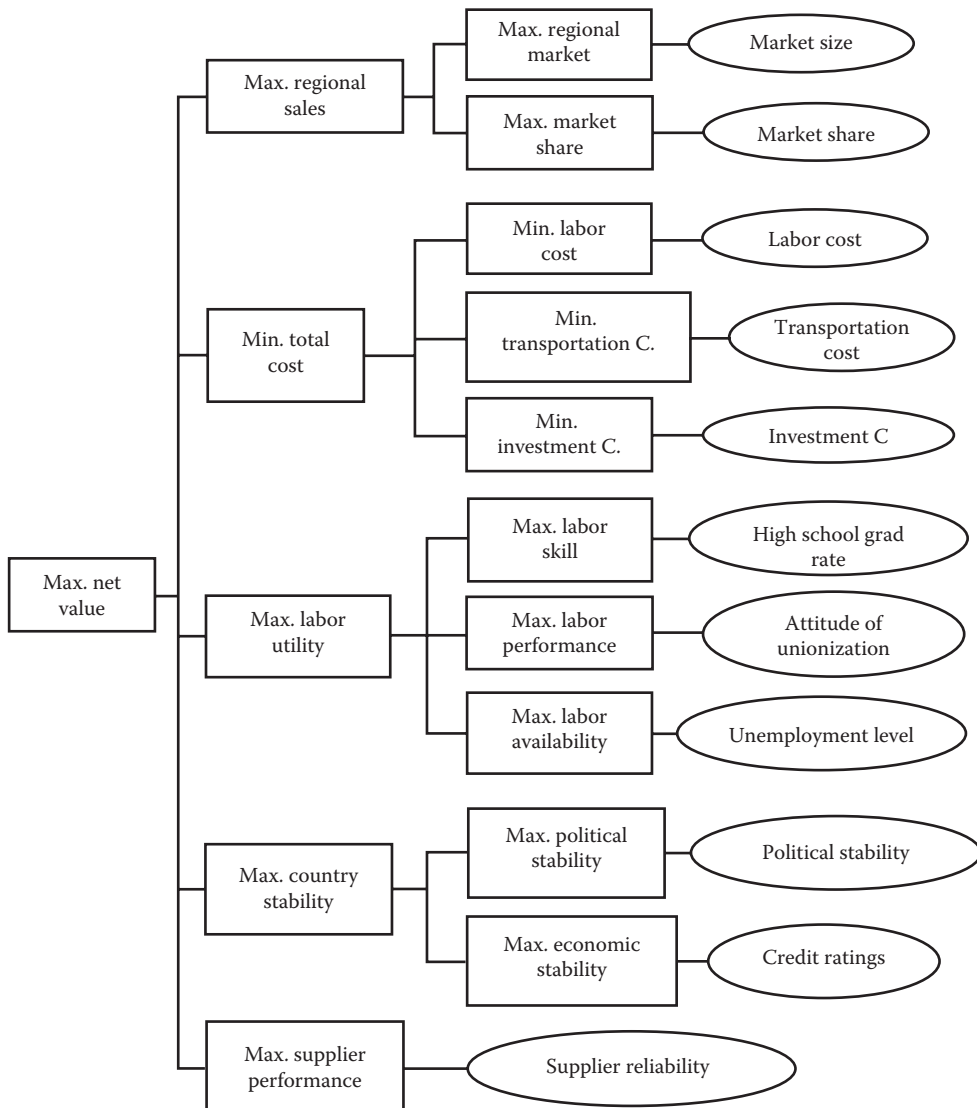 Max. net
value
Max. regional
sales
Max. regional
market
Market size
Max. market
share
Market share
Min. total
cost
Min. labor
cost
Labor cost
Min.
transportation C.
Transportation
cost
Min.
investment C.
Investment C
Max. labor
utility
Max. labor
skill
High school grad
rate
Max. labor
performance
Attitude of
unionization
Max. labor
availability
Unemployment level
Max. country
stability
Max. political
stability
Political stability
Max. economic
stability
Credit ratings
Max. supplier
performance
Supplier reliability